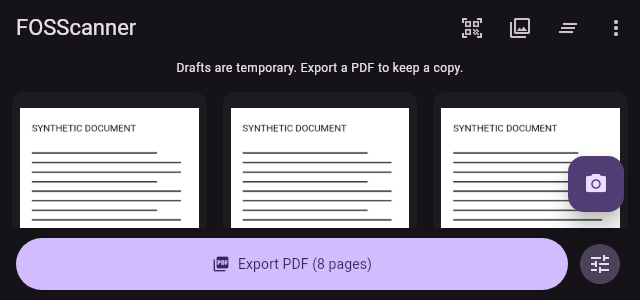 FOSScanner
Drafts are temporary. Export a PDF to keep a copy.
SYNTHETIC DOCUMENT
SYNTHETIC DOCUMENT
SYNTHETIC DOCUMENT
PDF
Export PDF (8 pages)